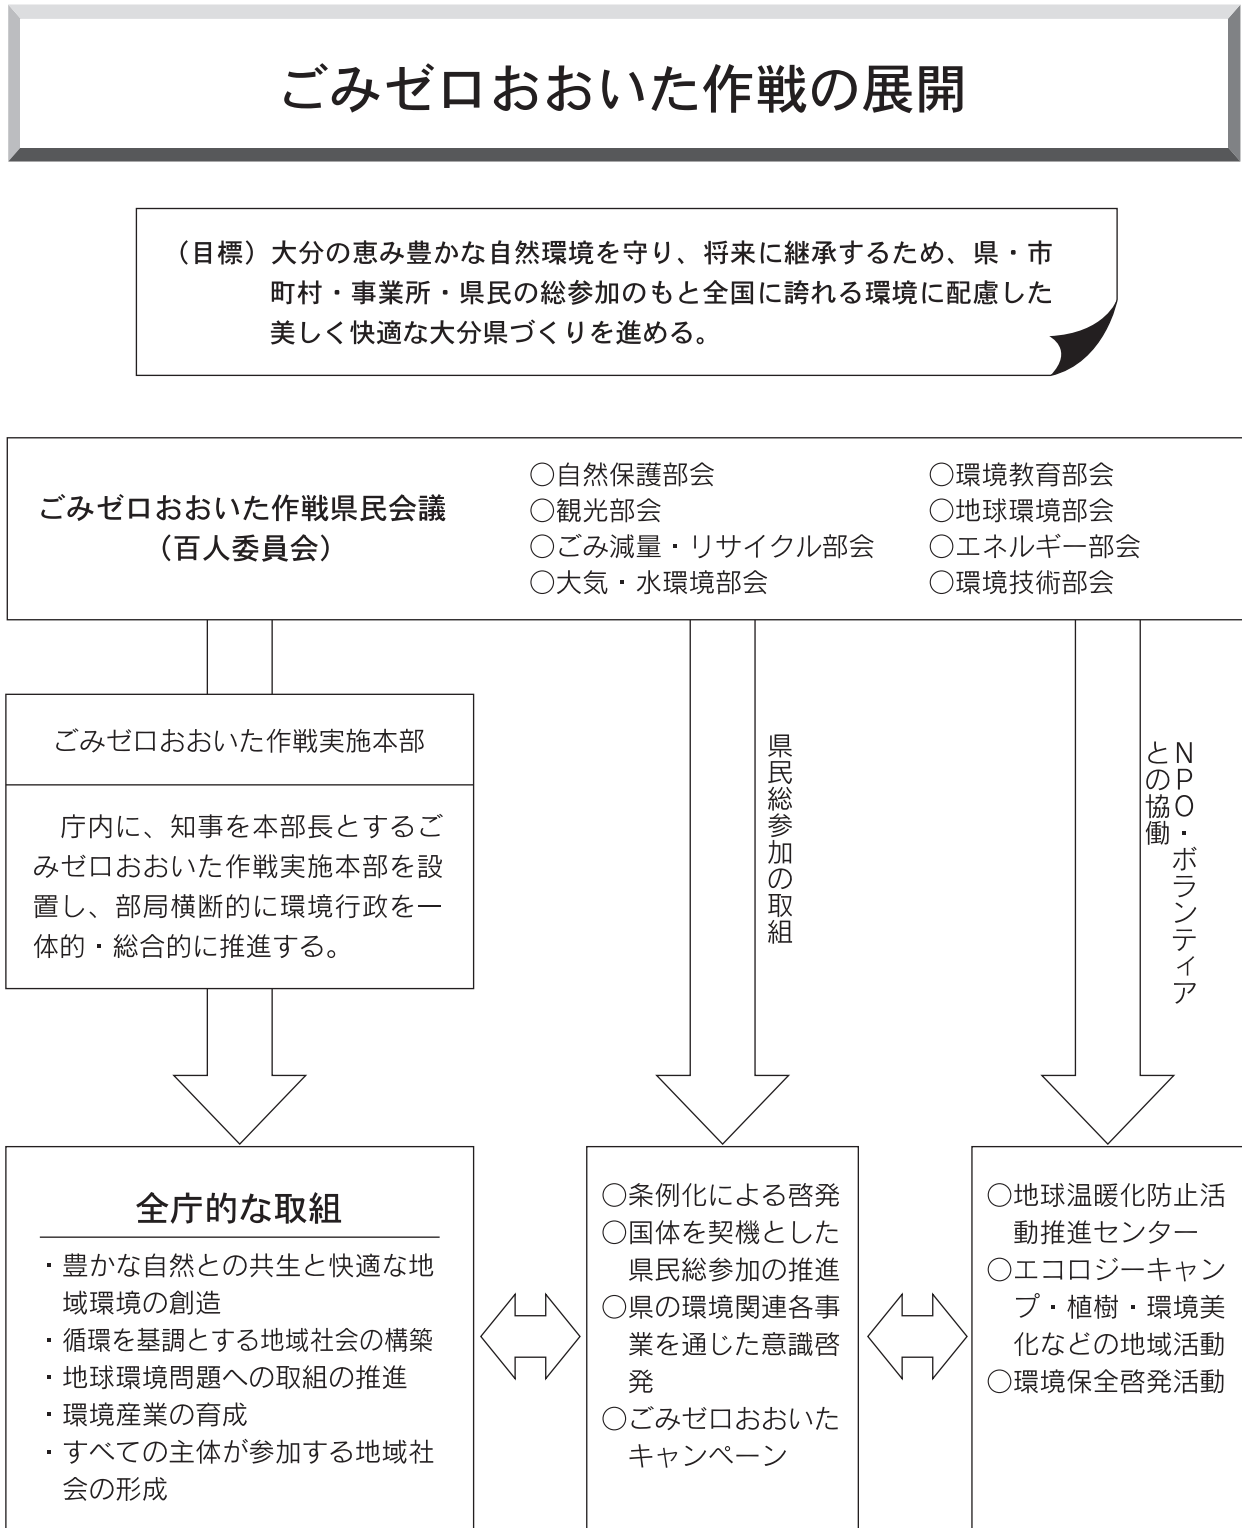 ごみゼロおおいた作戦の展開
（目標）大分の恵み豊かな自然環境を守り、将来に継承するため、県・市
町村・事業所・県民の総参加のもと全国に誇れる環境に配慮した
美しく快適な大分県づくりを進める。
ごみゼロおおいた作戦県民会議
（百人委員会）
○自然保護部会
○観光部会
○ごみ減量・リサイクル部会
○大気・水環境部会
○環境教育部会
○地球環境部会
○エネルギー部会
○環境技術部会
ごみゼロおおいた作戦実施本部
庁内に、知事を本部長とするご
みゼロおおいた作戦実施本部を設
置し、部局横断的に環境行政を一
体的・総合的に推進する。
県民総参加の取組
NPO・ボランティア
との協働
全庁的な取組
・豊かな自然との共生と快適な地
域環境の創造
・循環を基調とする地域社会の構築
・地球環境問題への取組の推進
・環境産業の育成
・すべての主体が参加する地域社
会の形成
○条例化による啓発
○国体を契機とした
県民総参加の推進
○県の環境関連各事
業を通じた意識啓
発
○ごみゼロおおいた
キャンペーン
○地球温暖化防止活
動推進センター
○エコロジーキャン
プ・植樹・環境美
化などの地域活動
○環境保全啓発活動